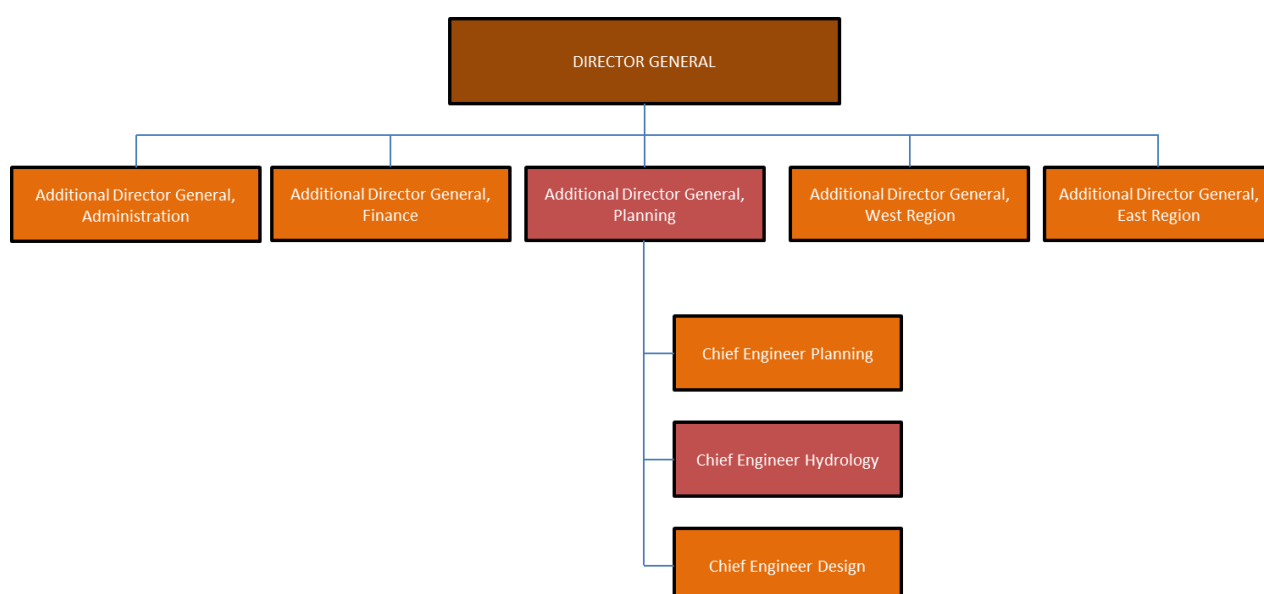 DIRECTOR GENERAL
Additional Director General,
Administration
Additional Director General,
Finance
Additional Director General,
Planning
Additional Director General,
West Region
Additional Director General,
East Region
Chief Engineer Planning
Chief Engineer Hydrology
Chief Engineer Design